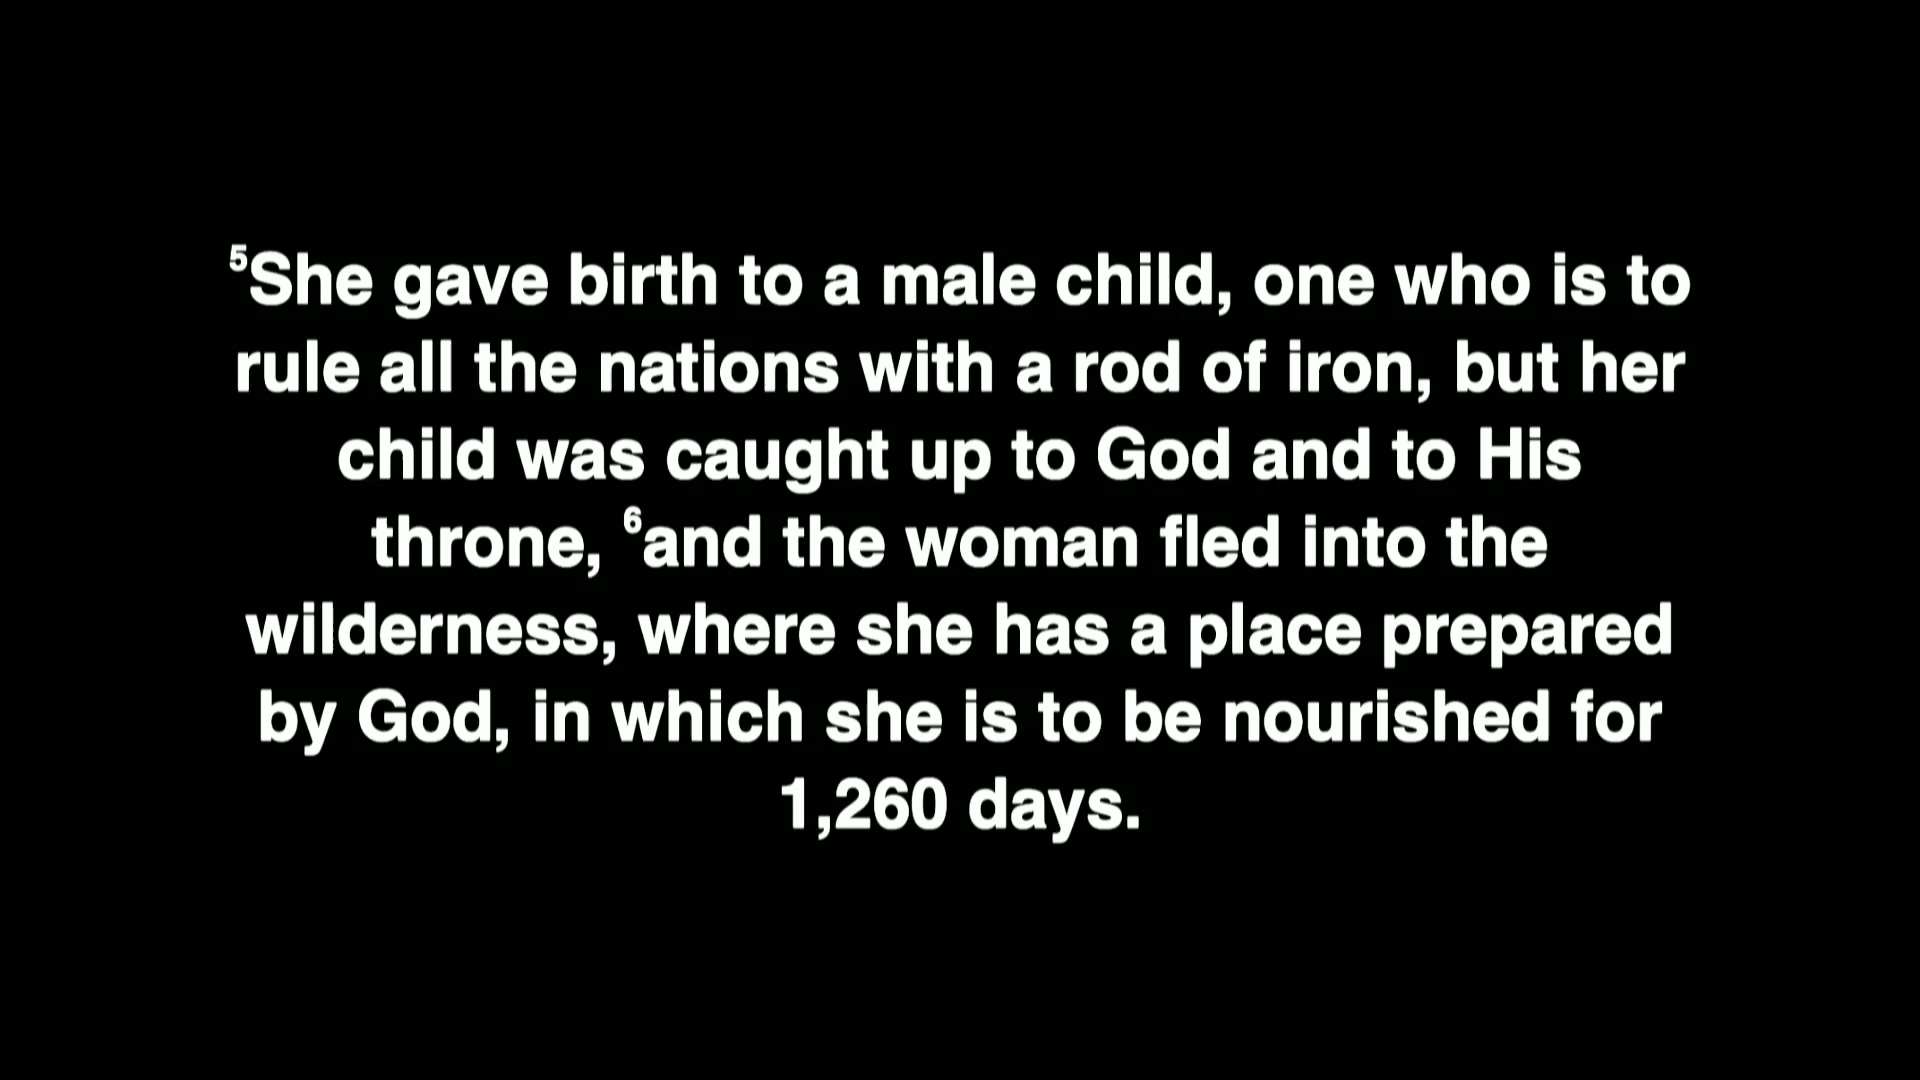 ⁵She gave birth to a male child, one who is to
rule all the nations with a rod of iron, but her
child was caught up to God and to His
throne, ⁶and the woman fled into the
wilderness, where she has a place prepared
by God, in which she is to be nourished for
1,260 days.